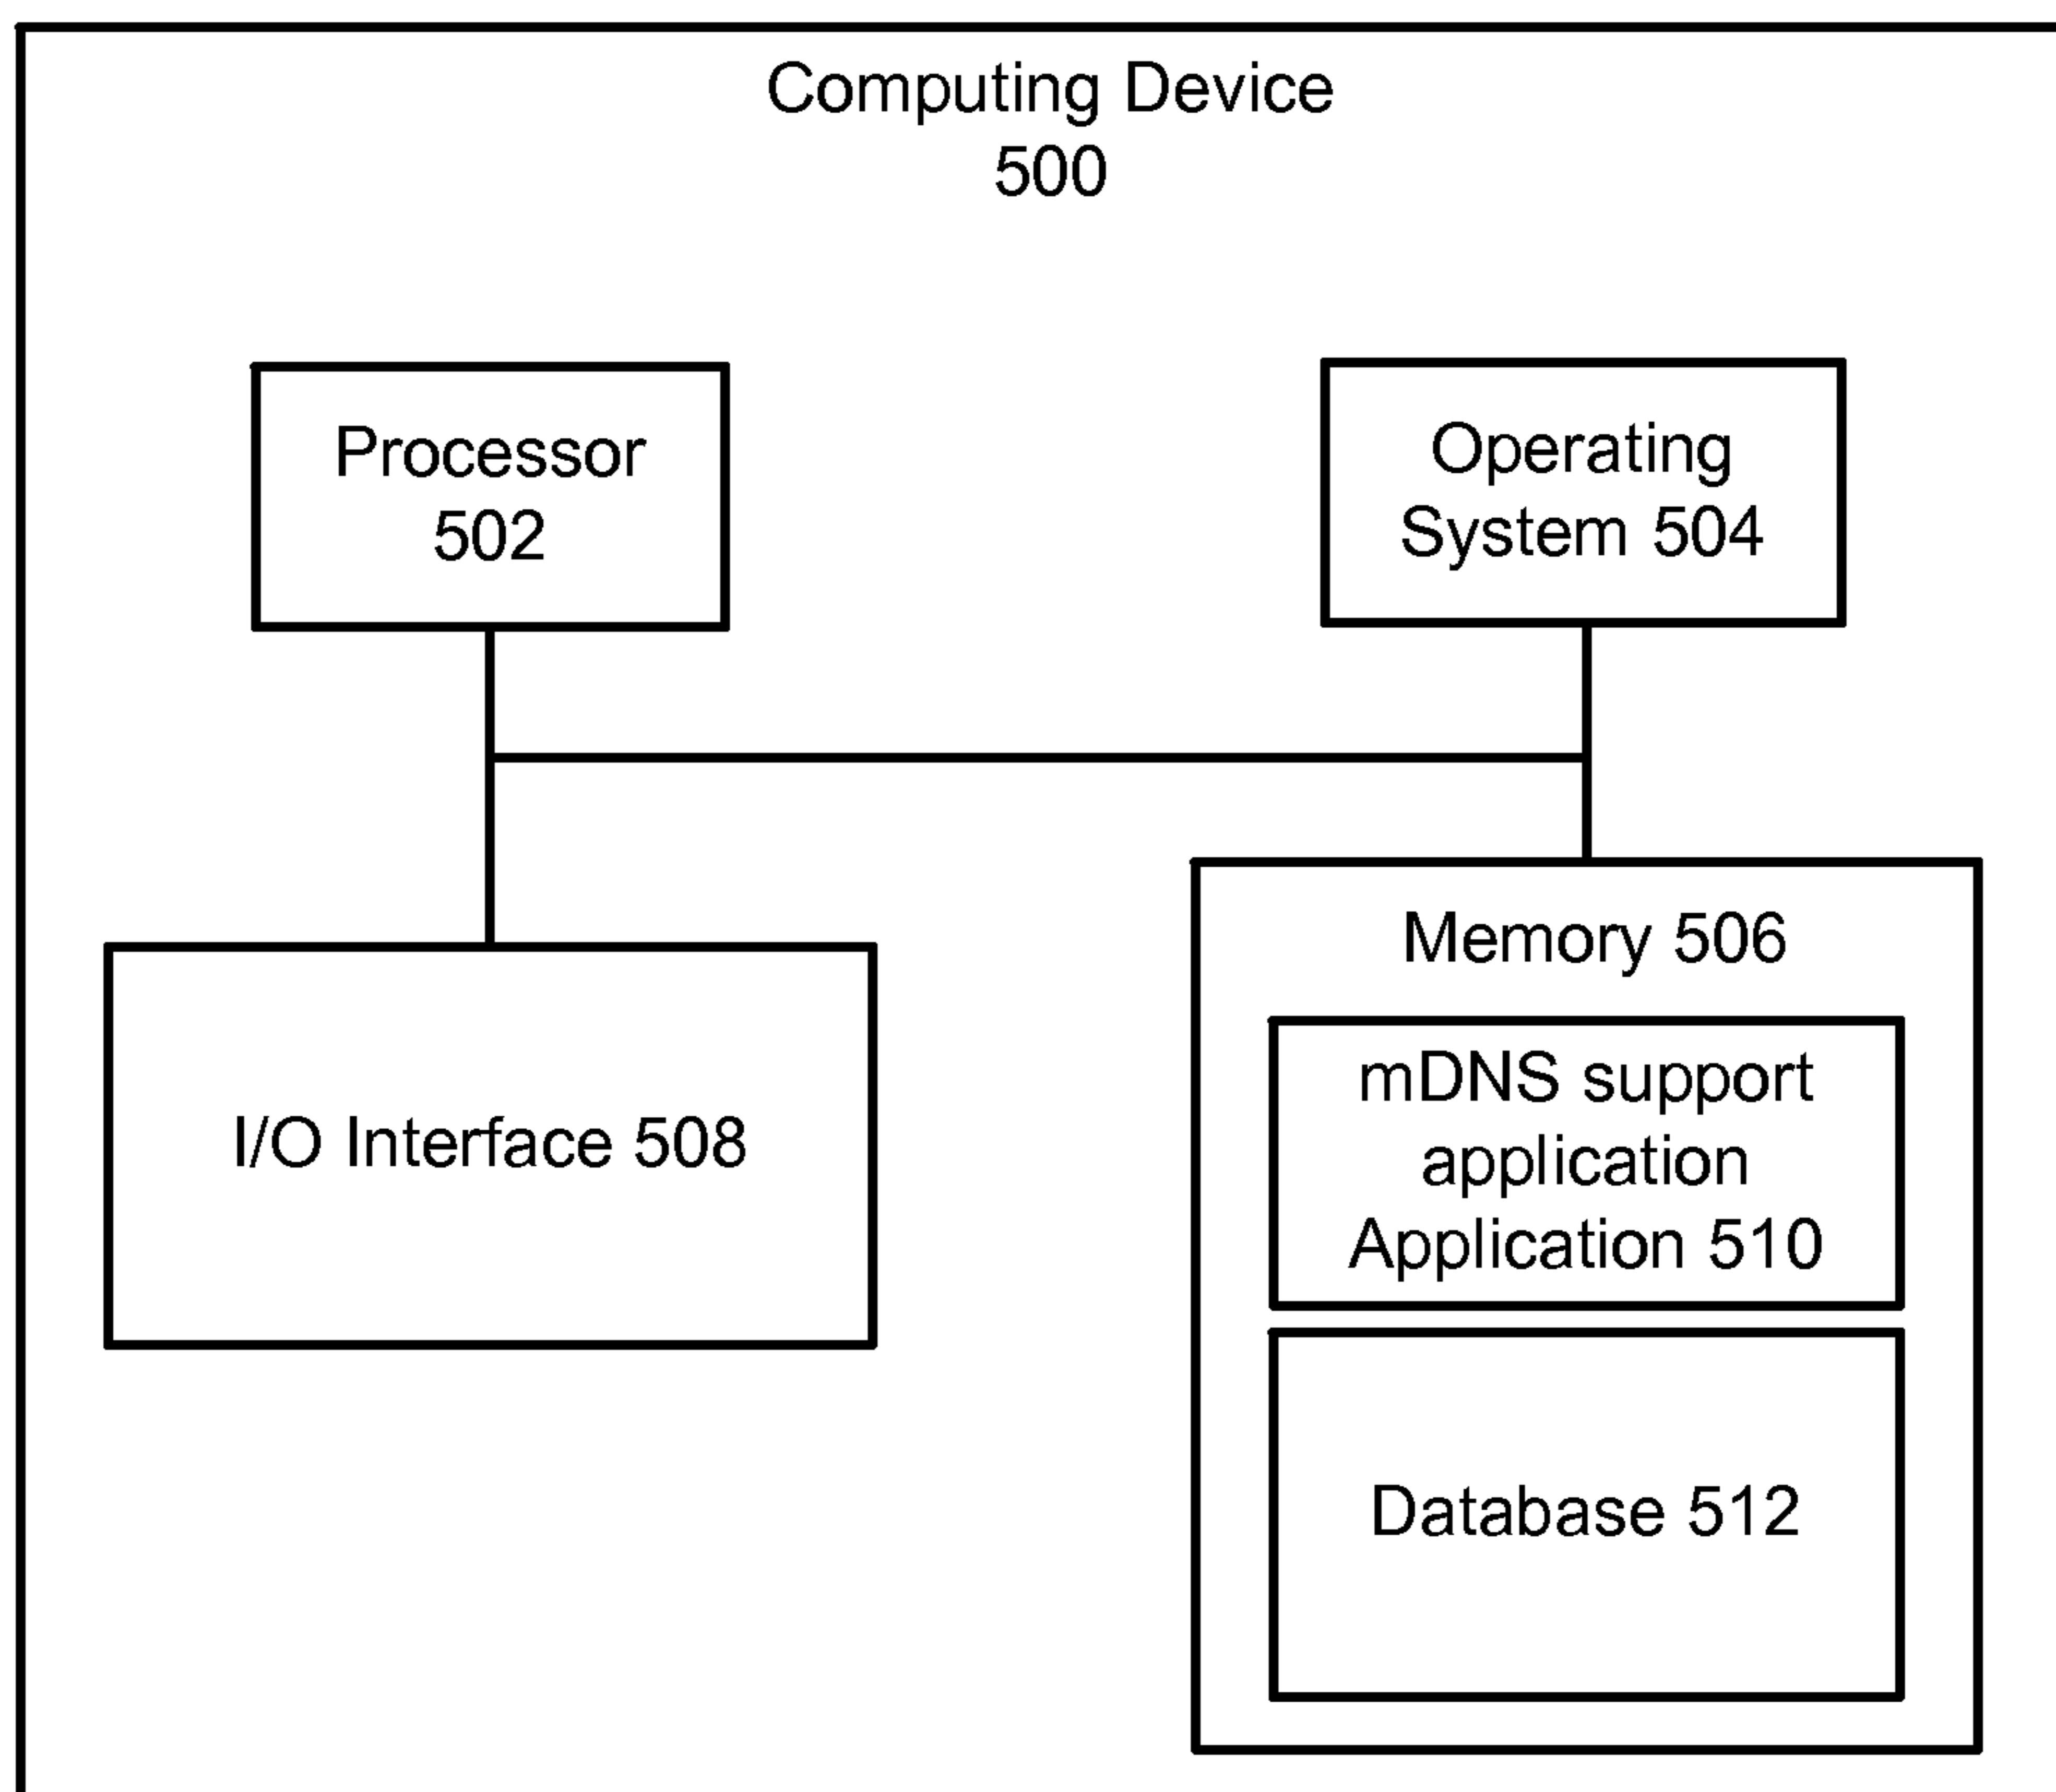 Computing Device
500
Processor
502
Operating
System 504
Memory 506
I/O Interface 508
mDNS support
application
Application 510
Database 512